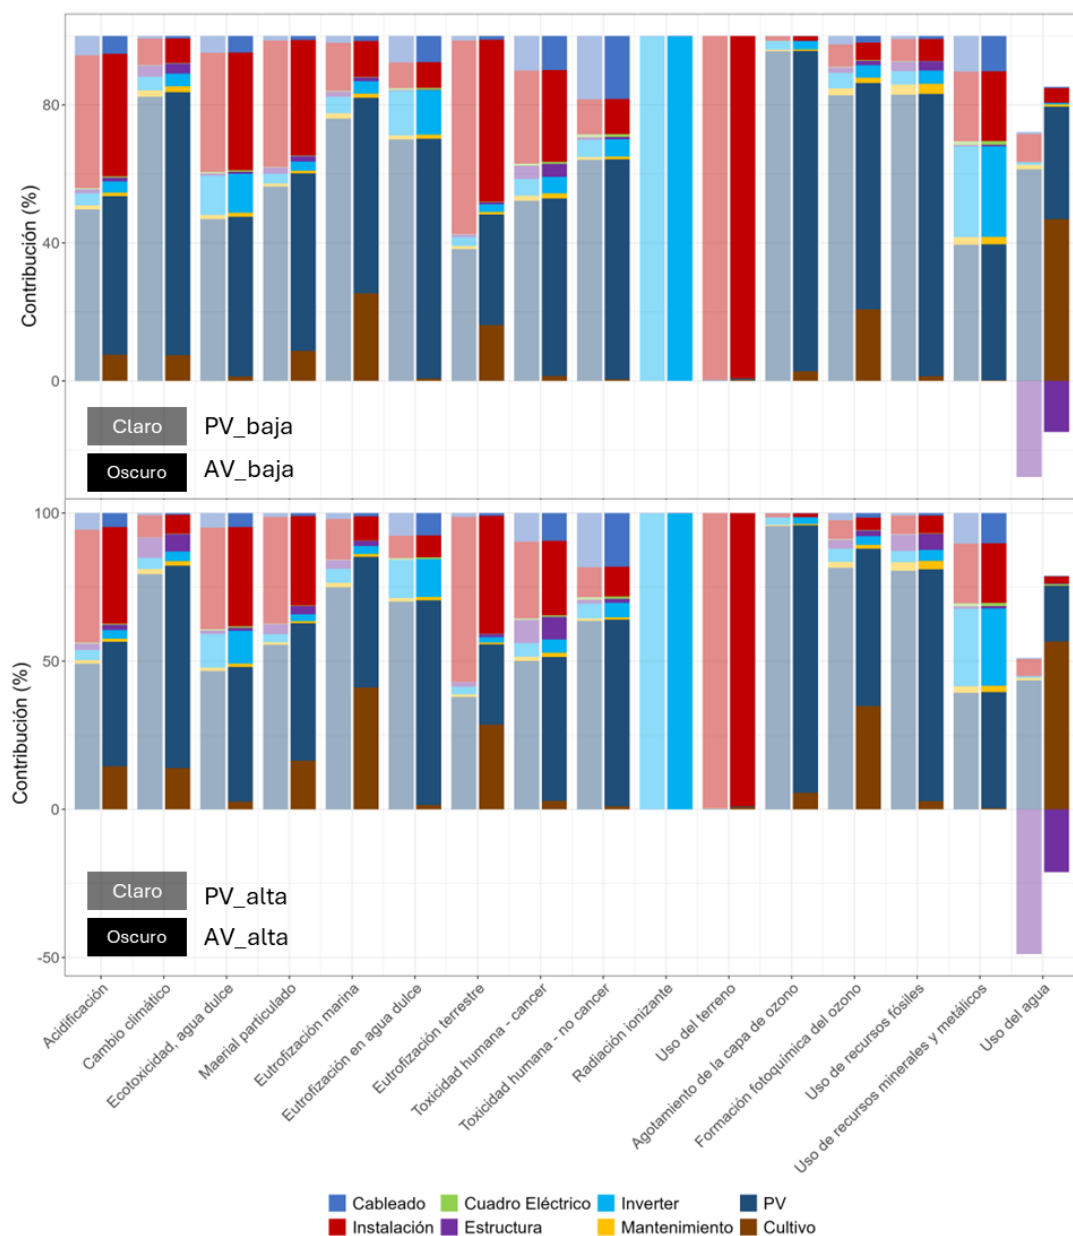 Contribución (%)
80
40
0
Claro
PV_baja
Oscuro
AV_baja
Contribución (%)
100
50
0
-50
Claro
PV_alta
Oscuro
AV_alta
Acidificación
Cambio climático
Ecotoxicidad, agua dulce
Maerial particulado
Eutrofización marina
Eutrofización en agua dulce
Eutrofización terrestre
Toxicidad humana - cancer
Toxicidad humana - no cancer
Radiación ionizante
Uso del terreno
Agotamiento de la capa de ozono
Formación fotoquímica del ozono
Uso de recursos fósiles
Uso de recursos minerales y metálicos
Uso del agua
Cableado Cuadro Eléctrico Inverter PV
Instalación Estructura Mantenimiento Cultivo